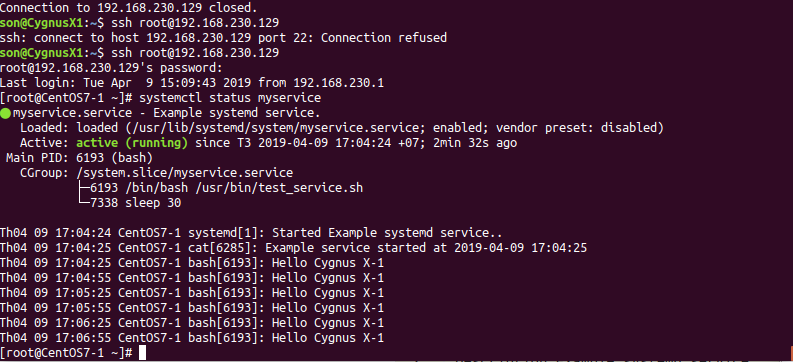 Connection to 192.168.230.129 closed.
son@CygnusX1:~$ ssh root@192.168.230.129
ssh: connect to host 192.168.230.129 port 22: Connection refused
son@CygnusX1:~$ ssh root@192.168.230.129
root@192.168.230.129's password:
Last login: Tue Apr  9 15:09:43 2019 from 192.168.230.1
[root@CentOS7-1 ~]# systemctl status myservice
● myservice.service - Example systemd service.
   Loaded: loaded (/usr/lib/systemd/system/myservice.service; enabled; vendor preset: disabled)
   Active: active (running) since T3 2019-04-09 17:04:24 +07; 2min 32s ago
 Main PID: 6193 (bash)
   CGroup: /system.slice/myservice.service
           ├─6193 /bin/bash /usr/bin/test_service.sh
           └─7338 sleep 30

Th04 09 17:04:24 CentOS7-1 systemd[1]: Started Example systemd service..
Th04 09 17:04:25 CentOS7-1 cat[6285]: Example service started at 2019-04-09 17:04:25
Th04 09 17:04:25 CentOS7-1 bash[6193]: Hello Cygnus X-1
Th04 09 17:04:55 CentOS7-1 bash[6193]: Hello Cygnus X-1
Th04 09 17:05:25 CentOS7-1 bash[6193]: Hello Cygnus X-1
Th04 09 17:05:55 CentOS7-1 bash[6193]: Hello Cygnus X-1
Th04 09 17:06:25 CentOS7-1 bash[6193]: Hello Cygnus X-1
Th04 09 17:06:55 CentOS7-1 bash[6193]: Hello Cygnus X-1
[root@CentOS7-1 ~]#